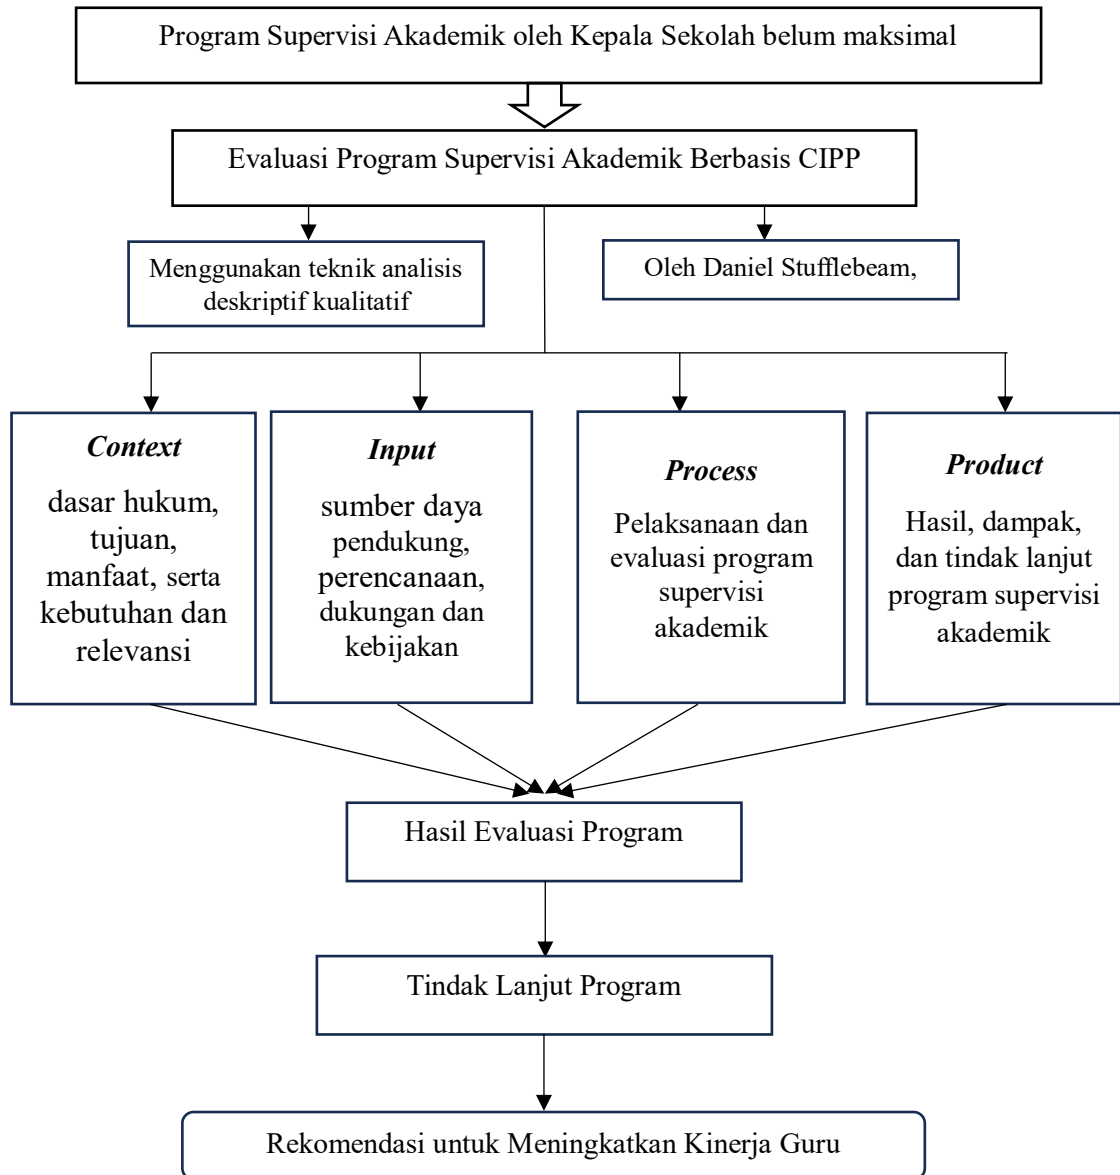 Program Supervisi Akademik oleh Kepala Sekolah belum maksimal
Evaluasi Program Supervisi Akademik Berbasis CIPP
Menggunakan teknik analisis
deskriptif kualitatif
Oleh Daniel Stufflebeam,
Context
dasar hukum,
tujuan,
manfaat, serta
kebutuhan dan
relevansi
Input
sumber daya
pendukung,
perencanaan,
dukungan dan
kebijakan
Process
Pelaksanaan dan
evaluasi program
supervisi
akademik
Product
Hasil, dampak,
dan tindak lanjut
program supervisi
akademik
Hasil Evaluasi Program
Tindak Lanjut Program
Rekomendasi untuk Meningkatkan Kinerja Guru